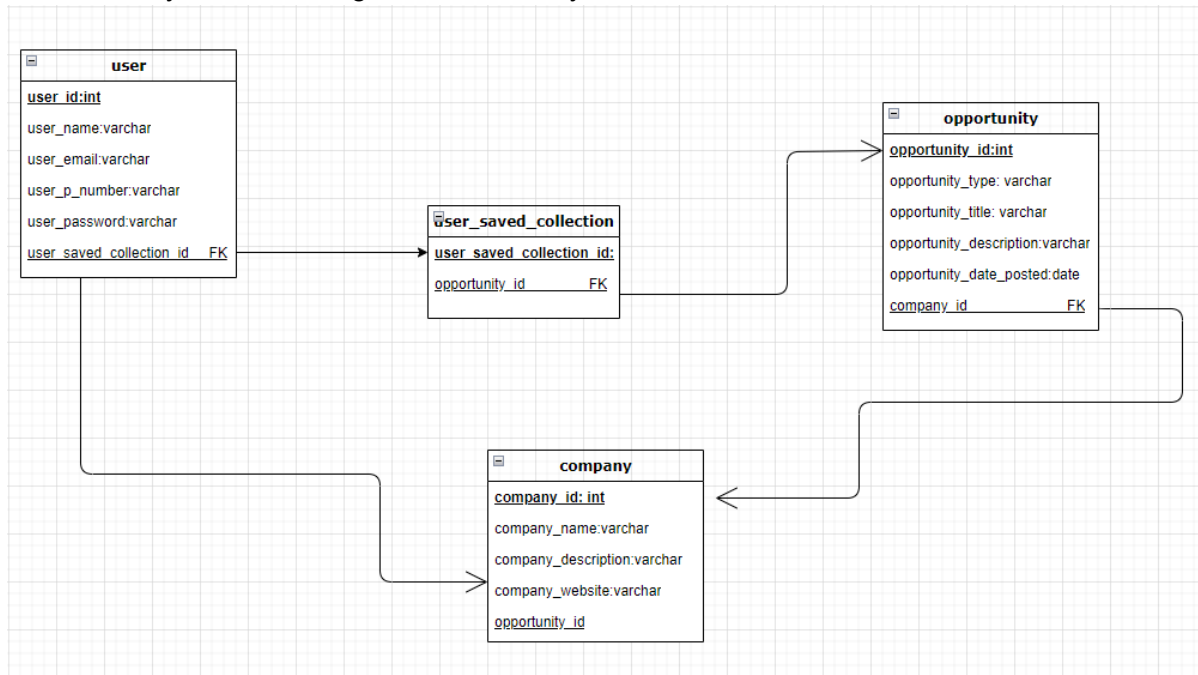 user
user_id:int
user_name:varchar
user_email:varchar
user_p_number:varchar
user_password:varchar
user_saved_collection_id FK
user_saved_collection
user_saved_collection_id:
opportunity_id FK
opportunity
opportunity_id:int
opportunity_type: varchar
opportunity_title: varchar
opportunity_description:varchar
opportunity_date_posted:date
company_id FK
company
company_id: int
company_name:varchar
company_description:varchar
company_website:varchar
opportunity_id